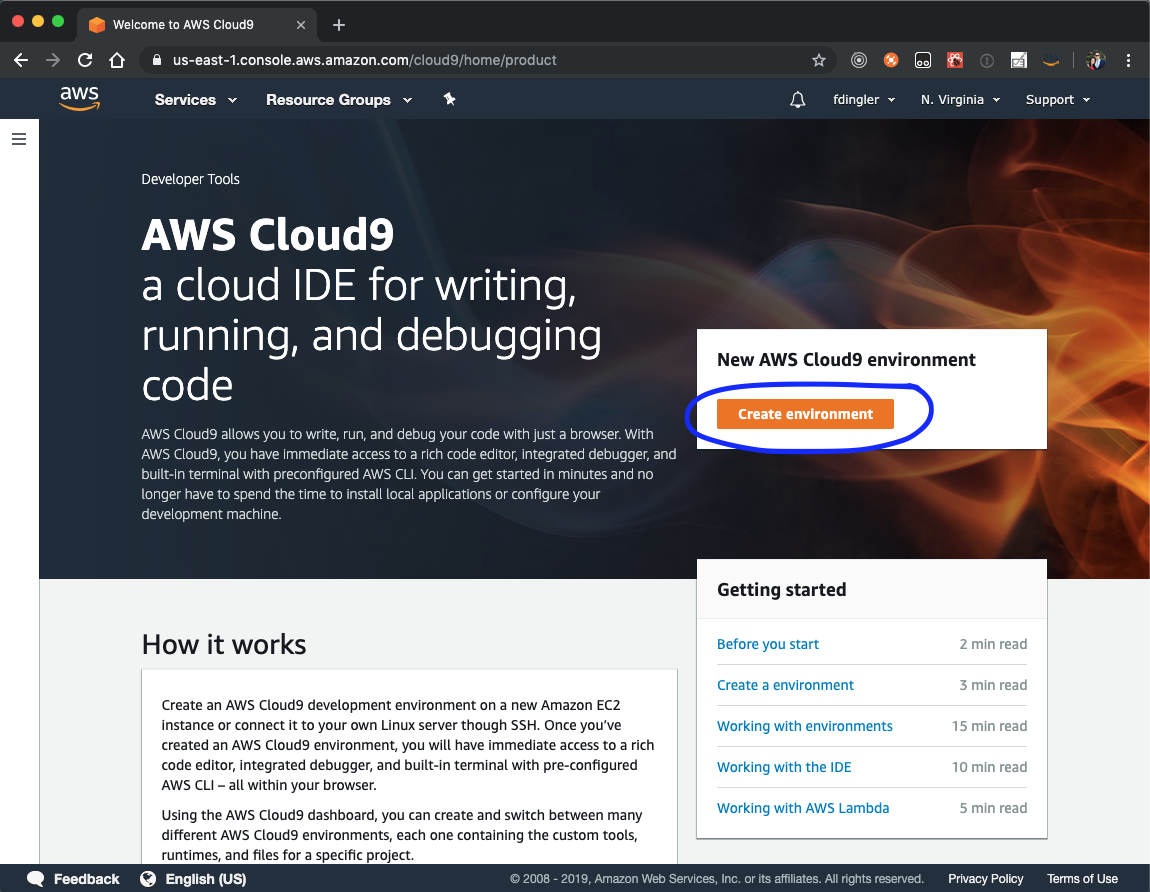 Welcome to AWS Cloud9
us-east-1.console.aws.amazon.com/cloud9/home/product
aws
Services
Resource Groups
fdingler
N. Virginia
Support
Developer Tools
AWS Cloud9
a cloud IDE for writing,
running, and debugging
code
AWS Cloud9 allows you to write, run, and debug your code with just a browser. With
AWS Cloud9, you have immediate access to a rich code editor, integrated debugger, and
built-in terminal with preconfigured AWS CLI. You can get started in minutes and no
longer have to spend the time to install local applications or configure your
development machine.
New AWS Cloud9 environment
Create environment
Getting started
Before you start 2 min read
Create a environment 3 min read
Working with environments 15 min read
Working with the IDE 10 min read
Working with AWS Lambda 5 min read
How it works
Create an AWS Cloud9 development environment on a new Amazon EC2
instance or connect it to your own Linux server though SSH. Once you've
created an AWS Cloud9 environment, you will have immediate access to a rich
code editor, integrated debugger, and built-in terminal with pre-configured
AWS CLI – all within your browser.
Using the AWS Cloud9 dashboard, you can create and switch between many
different AWS Cloud9 environments, each one containing the custom tools,
runtimes, and files for a specific project.
Feedback
English (US)
© 2008 - 2019, Amazon Web Services, Inc. or its affiliates. All rights reserved.
Privacy Policy
Terms of Use